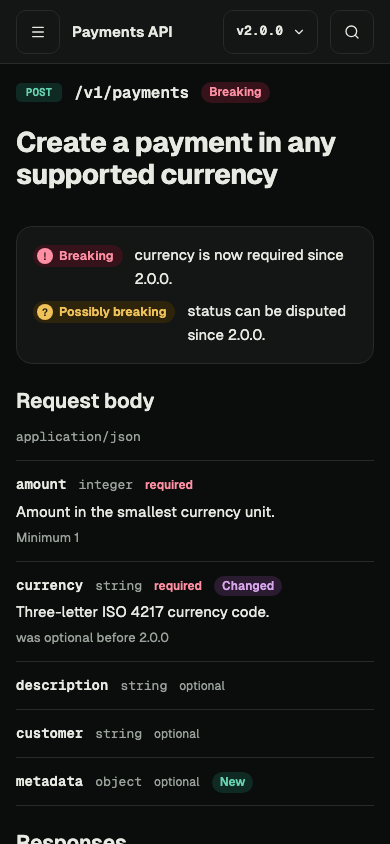 Payments API
v2.0.0
POST /v1/payments Breaking
Create a payment in any
supported currency
! Breaking currency is now required since
2.0.0.
? Possibly breaking status can be disputed
since 2.0.0.
Request body
application/json
amount integer required
Amount in the smallest currency unit.
Minimum 1
currency string required Changed
Three-letter ISO 4217 currency code.
was optional before 2.0.0
description string optional
customer string optional
metadata object optional New
Responses